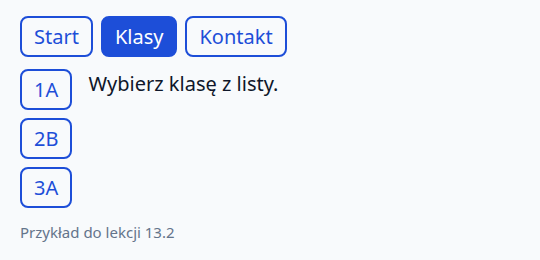 Start Klasy Kontakt
1A Wybierz klasę z listy.
2B
3A
Przykład do lekcji 13.2